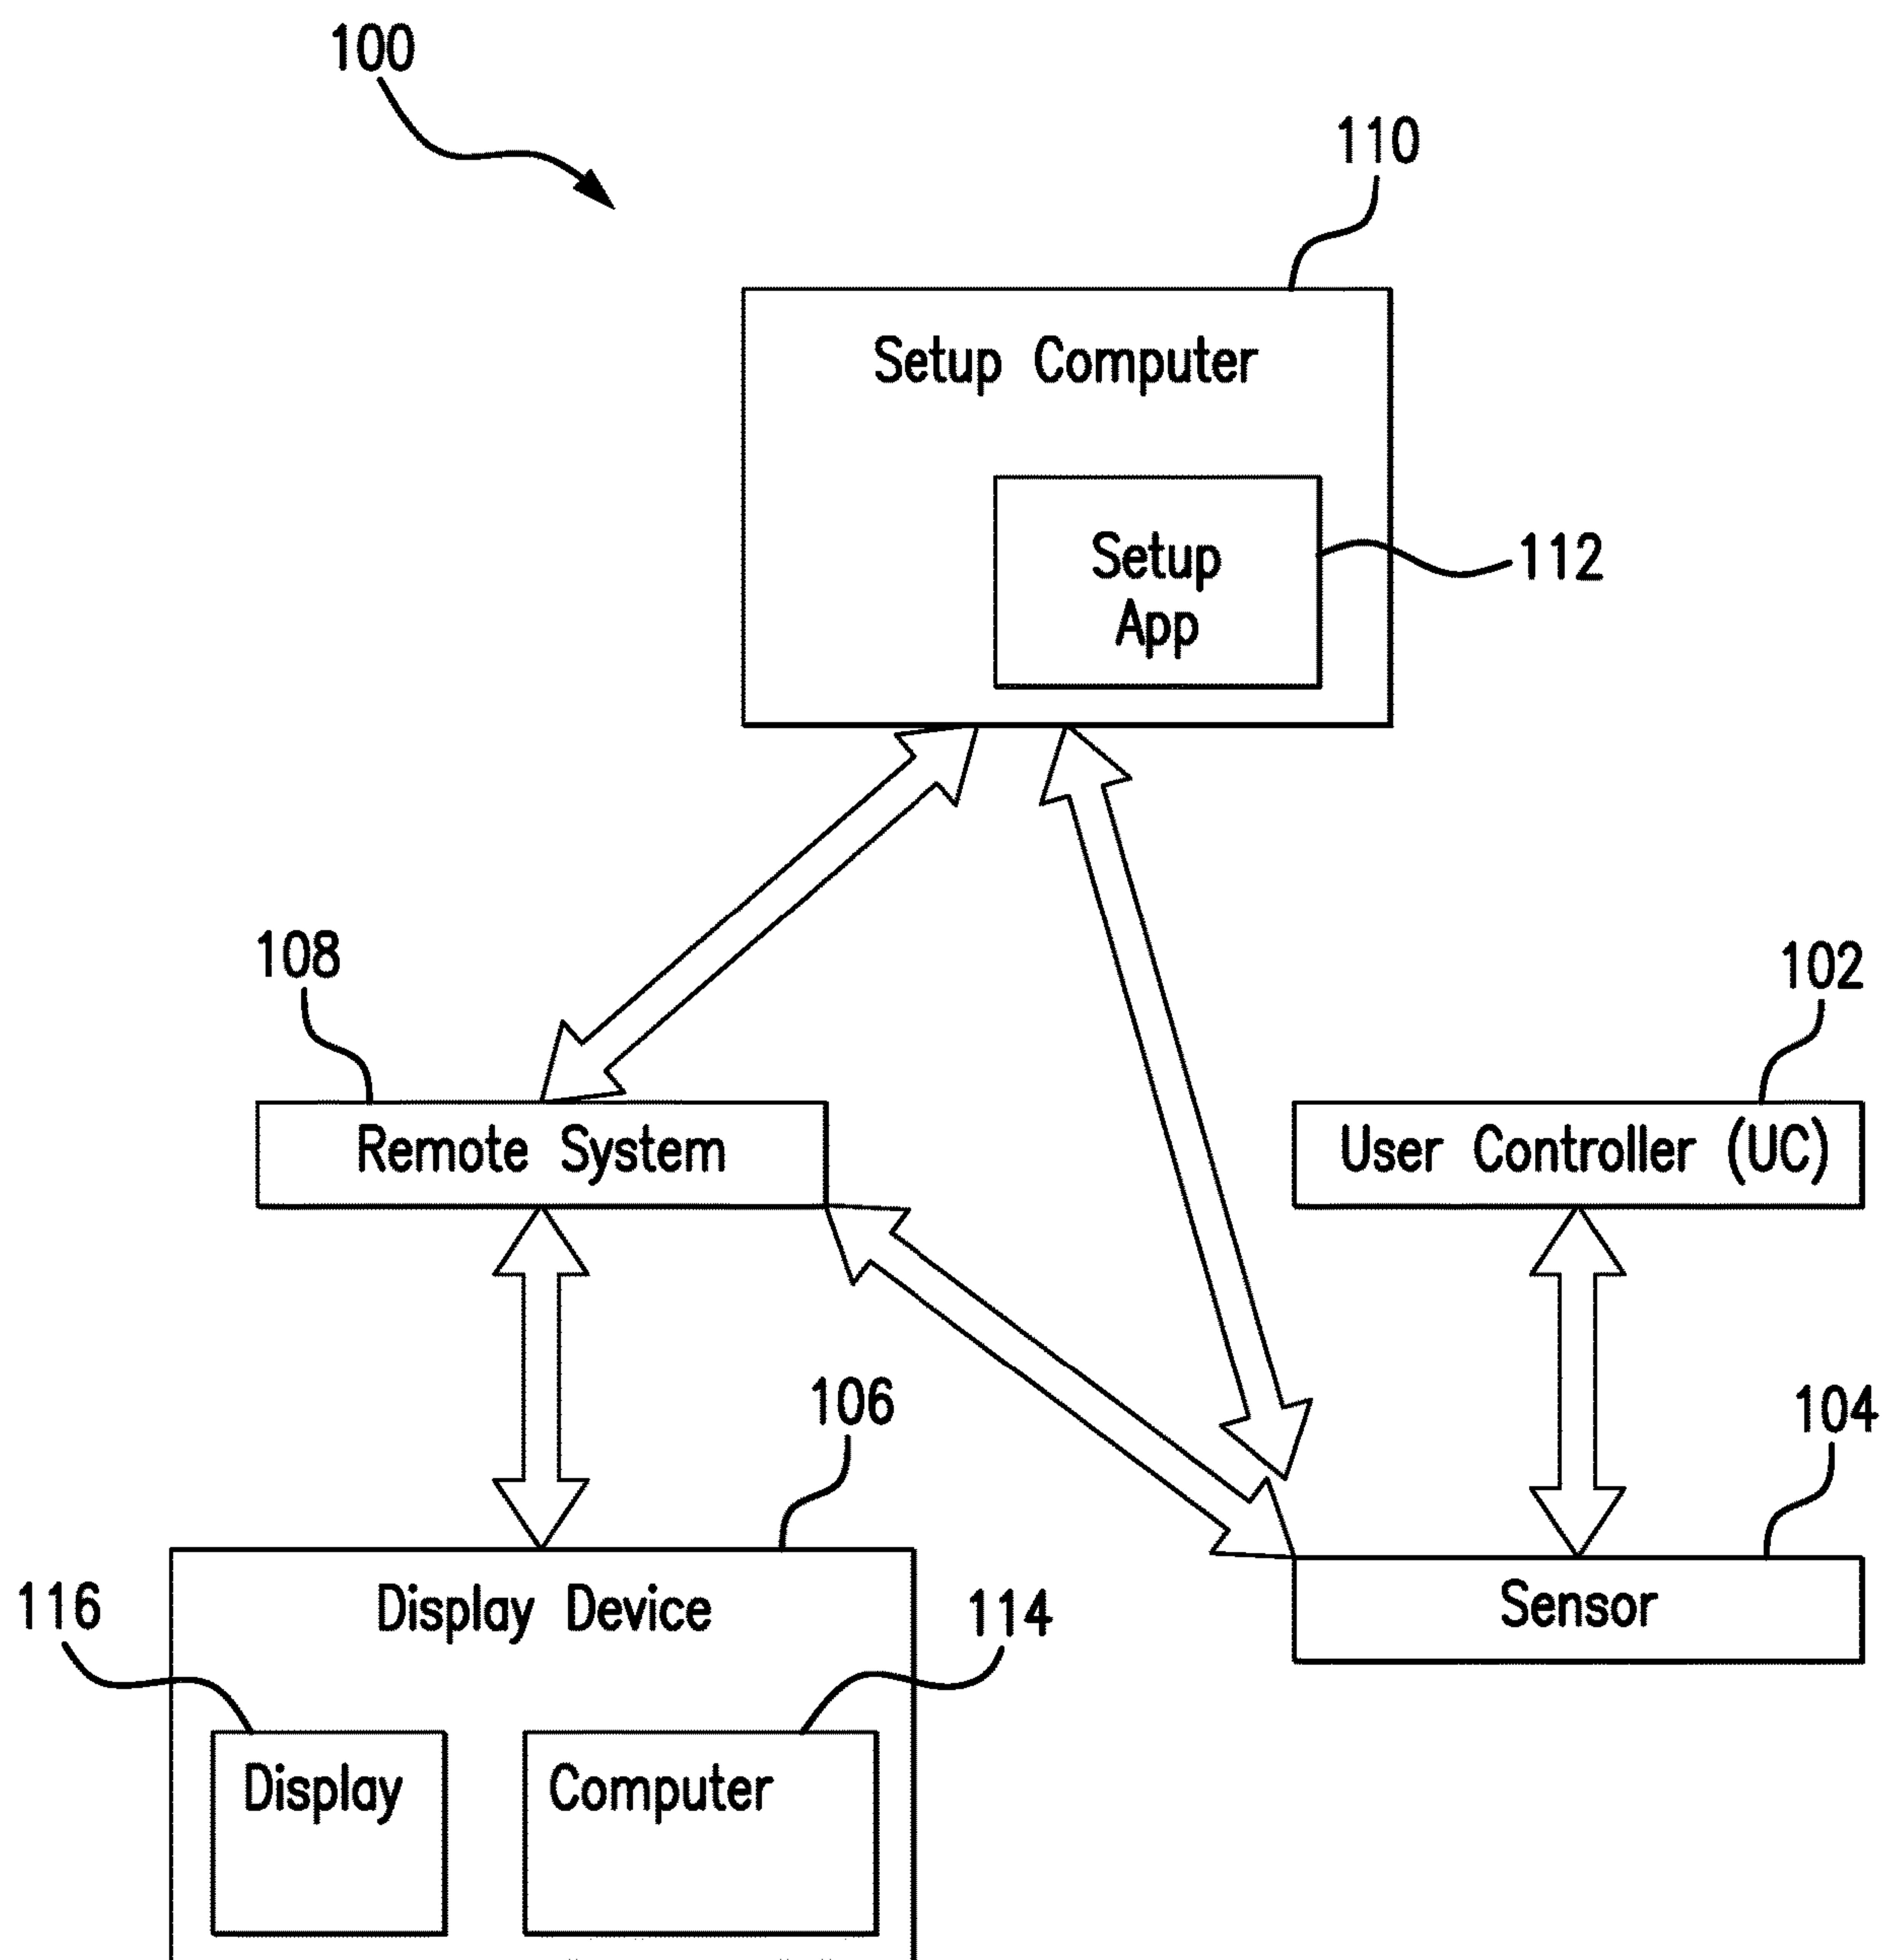 100
110
Setup Computer
Setup
App
112
108
102
Remote System
User Controller (UC)
106
104
116
Display Device
114
Sensor
Display
Computer